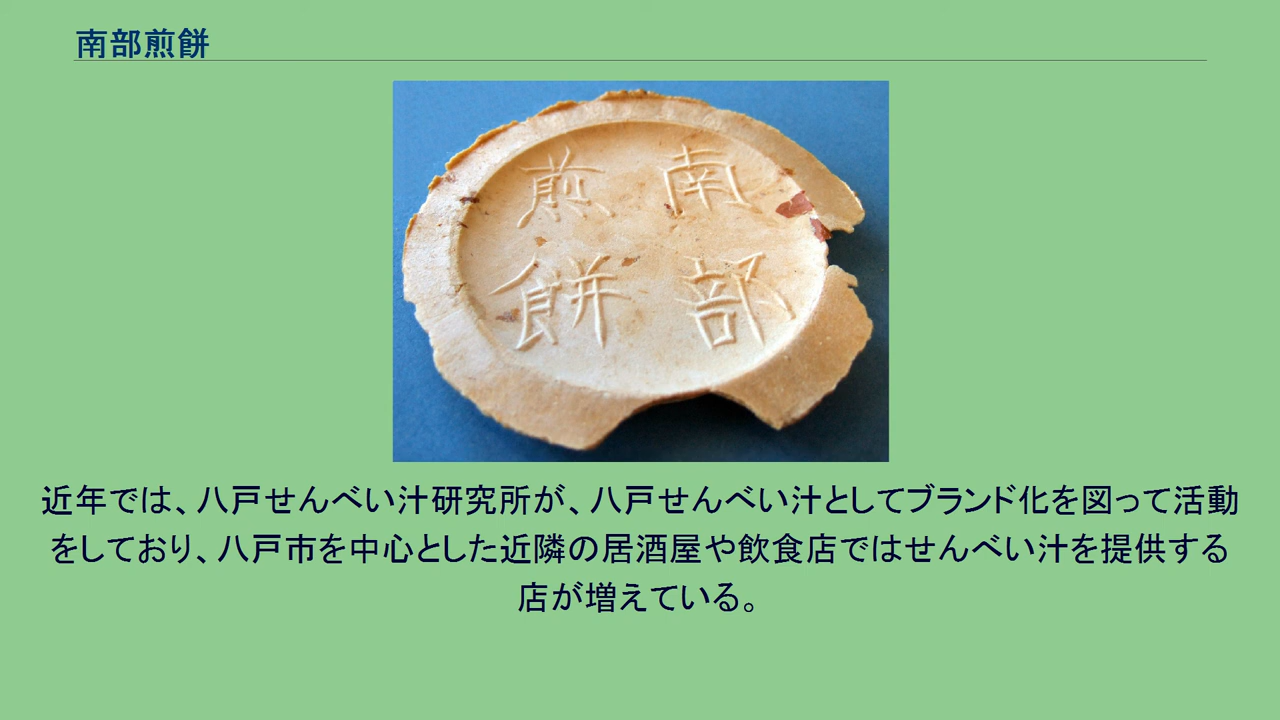 南部煎餅
南部
煎餅
近年では、八戸せんべい汁研究所が、八戸せんべい汁としてブランド化を図って活動
をしており、八戸市を中心とした近隣の居酒屋や飲食店ではせんべい汁を提供する
店が増えている。